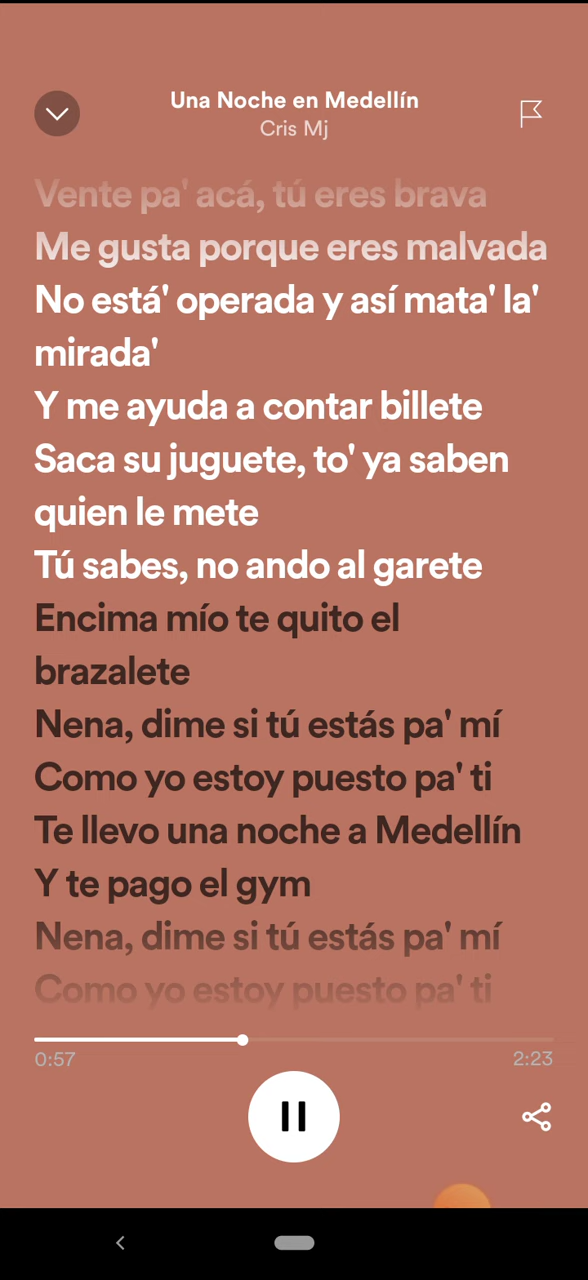 Una Noche en Medellín
Cris Mj
Vente pa' acá, tú eres brava
Me gusta porque eres malvada
No está' operada y así mata' la'
mirada'
Y me ayuda a contar billete
Saca su juguete, to' ya saben
quien le mete
Tú sabes, no ando al garete
Encima mío te quito el
brazalete
Nena, dime si tú estás pa' mí
Como yo estoy puesto pa' ti
Te llevo una noche a Medellín
Y te pago el gym
Nena, dime si tú estás pa' mí
Como yo estoy puesto pa' ti
0:57
2:23